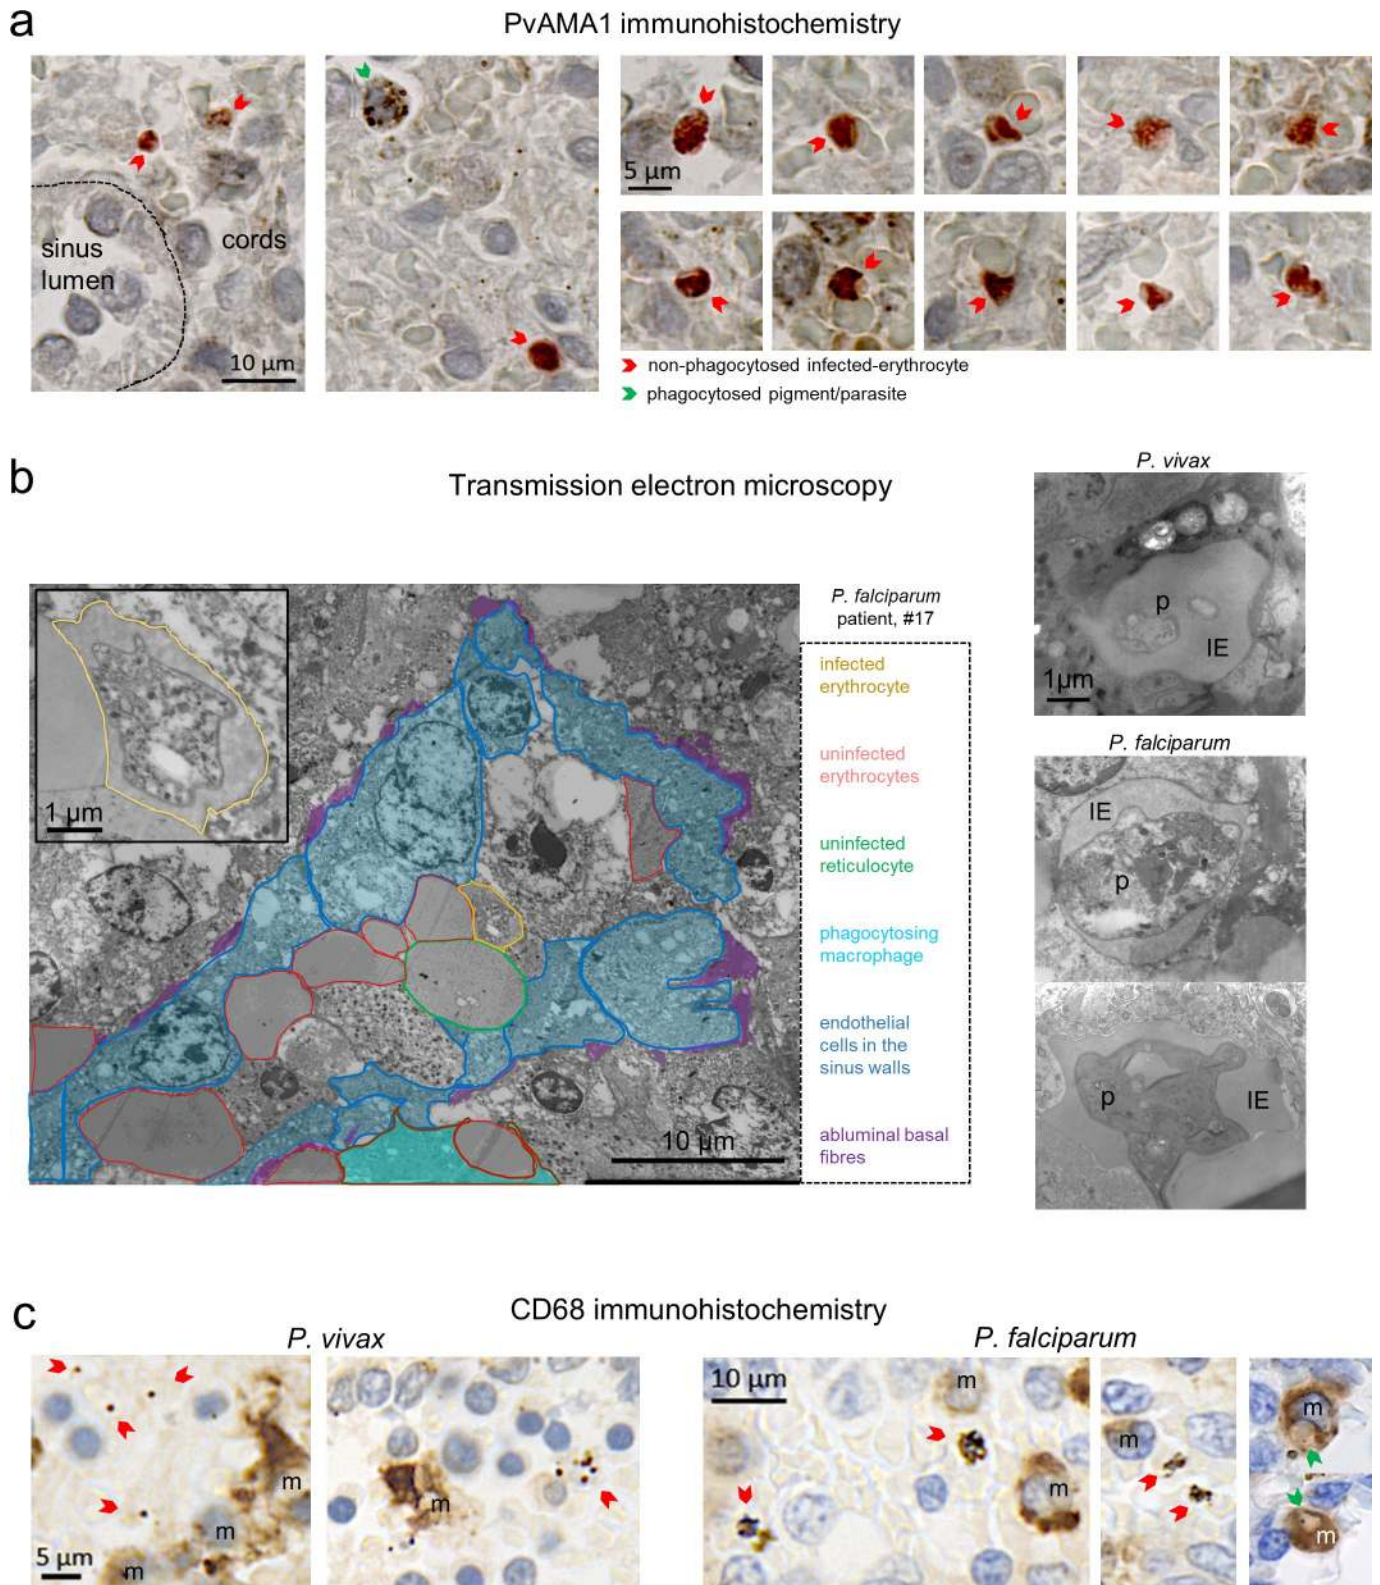 a
PvAMA1 immunohistochemistry
sinus
lumen
cords
10 µm
5 µm
non-phagocytosed infected-erythrocyte
phagocytosed pigment/parasite
b
Transmission electron microscopy
1 µm
10 µm
P. falciparum
patient, #17
infected
erythrocyte
uninfected
erythrocytes
uninfected
reticulocyte
phagocytosing
macrophage
endothelial
cells in the
sinus walls
abluminal basal
fibres
P. vivax
p
IE
1µm
P. falciparum
IE
p
p
IE
c
CD68 immunohistochemistry
P. vivax
P. falciparum
m
m
m
5 µm
m
10 µm
m
m
m
m
m